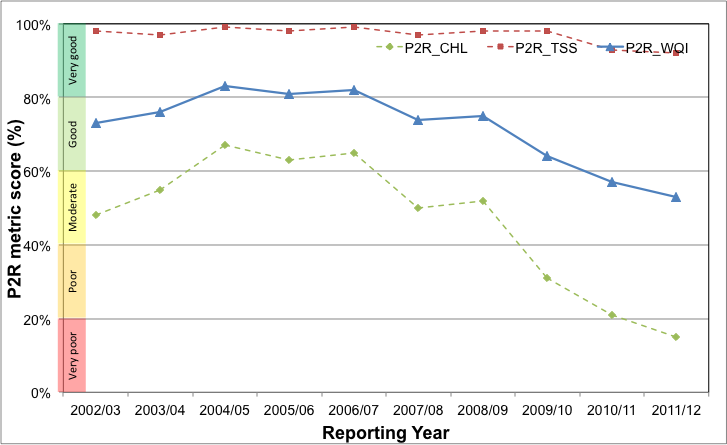 100%
80%
60%
40%
20%
0%
P2R metric score (%)
Very good
Good
Moderate
Poor
Very poor
P2R_CHL P2R_TSS P2R_WQI
2002/03 2003/04 2004/05 2005/06 2006/07 2007/08 2008/09 2009/10 2010/11 2011/12
Reporting Year